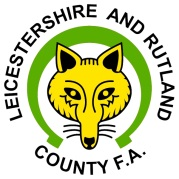 LEICESTERSHIRE AND RUTLAND
COUNTY F.A.